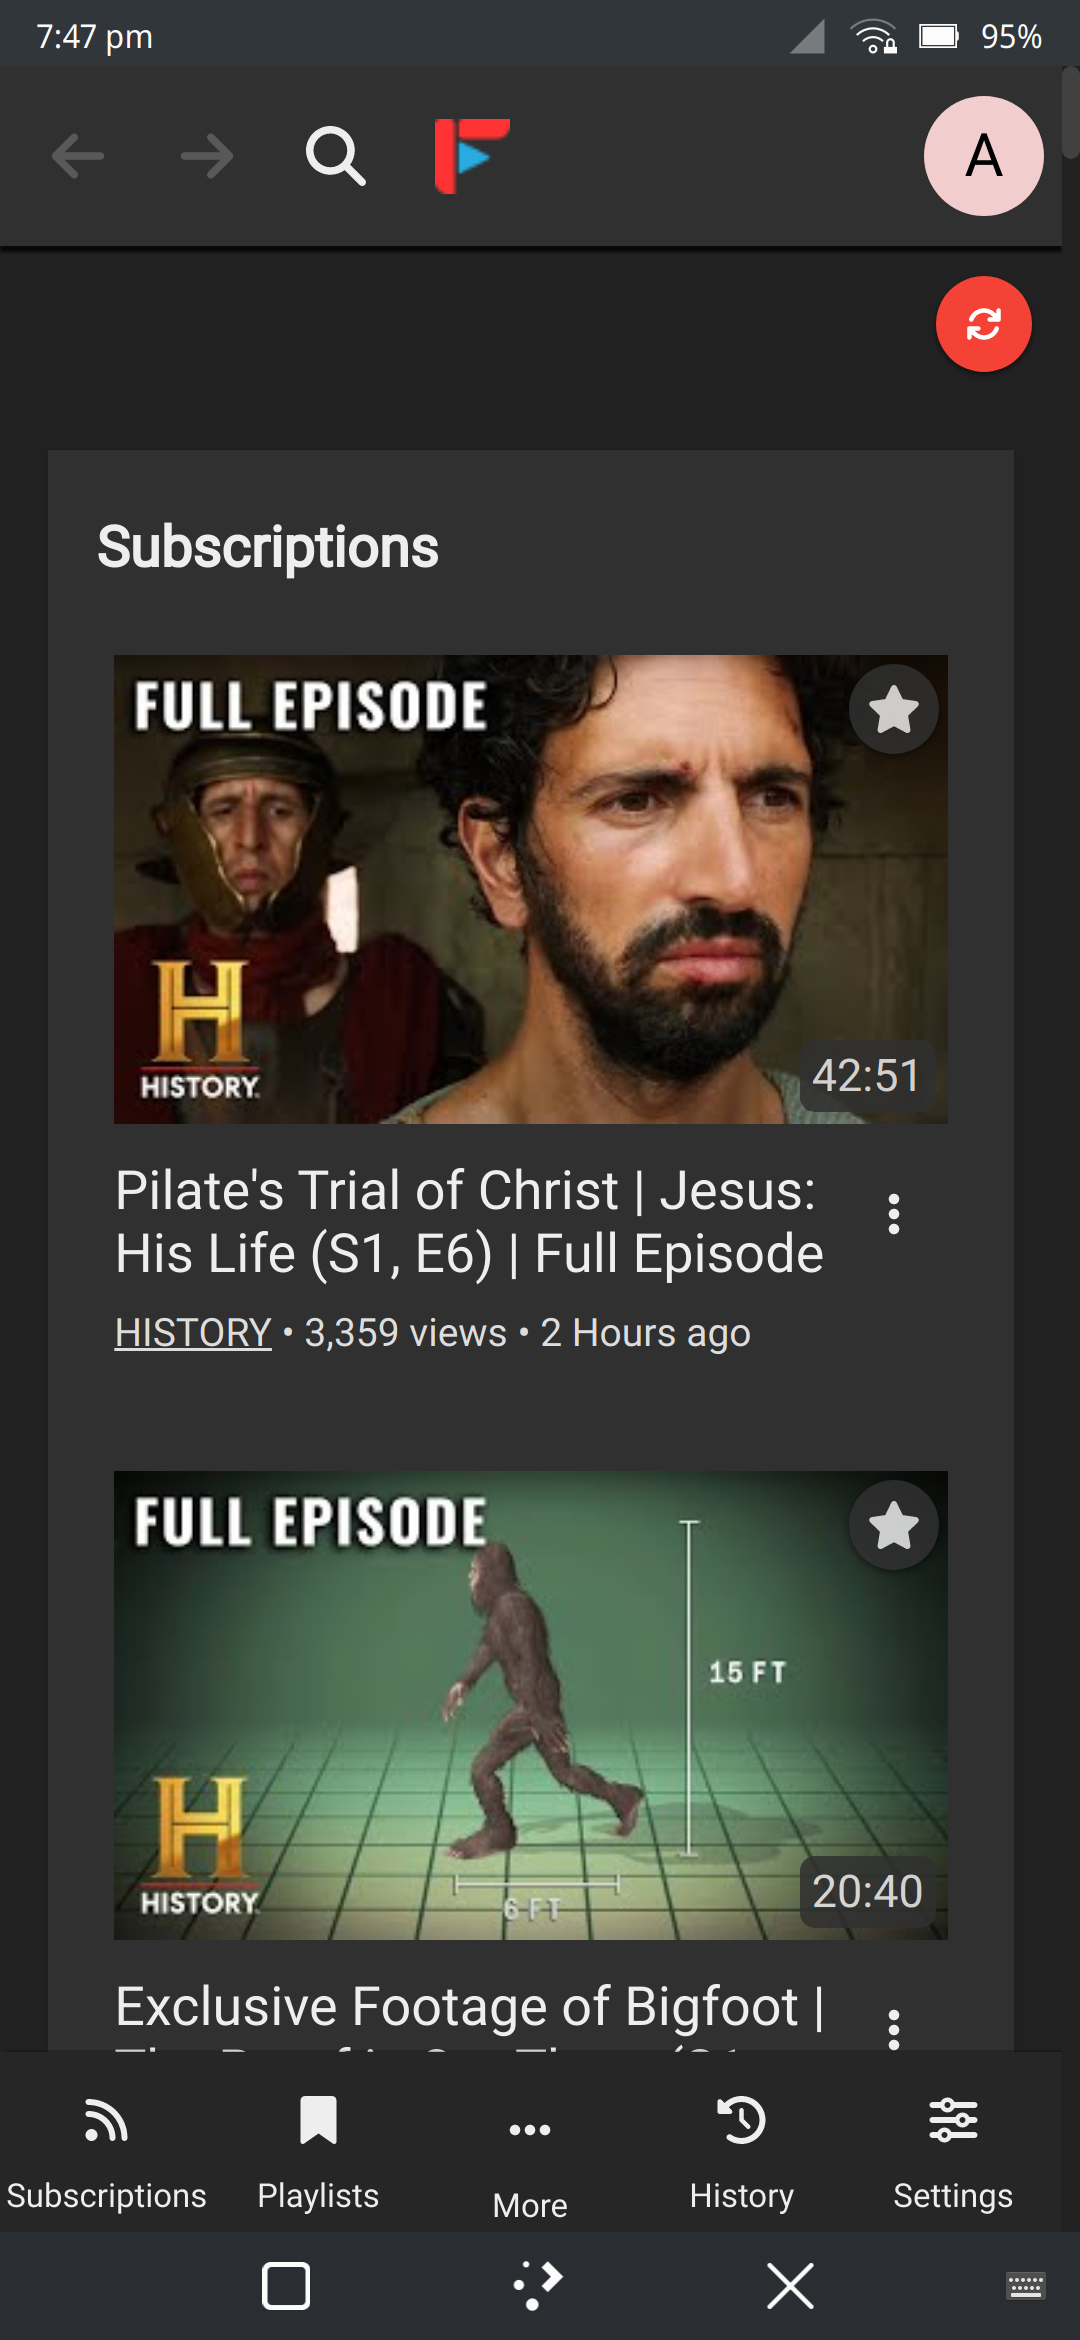 7:47 pm
95%
A
Subscriptions
FULL EPISODE
H
HISTORY
42:51
Pilate's Trial of Christ | Jesus:
His Life (S1, E6) | Full Episode
HISTORY • 3,359 views • 2 Hours ago
FULL EPISODE
15 FT
H
HISTORY
6 FT
20:40
Exclusive Footage of Bigfoot |
Subscriptions
Playlists
More
History
Settings